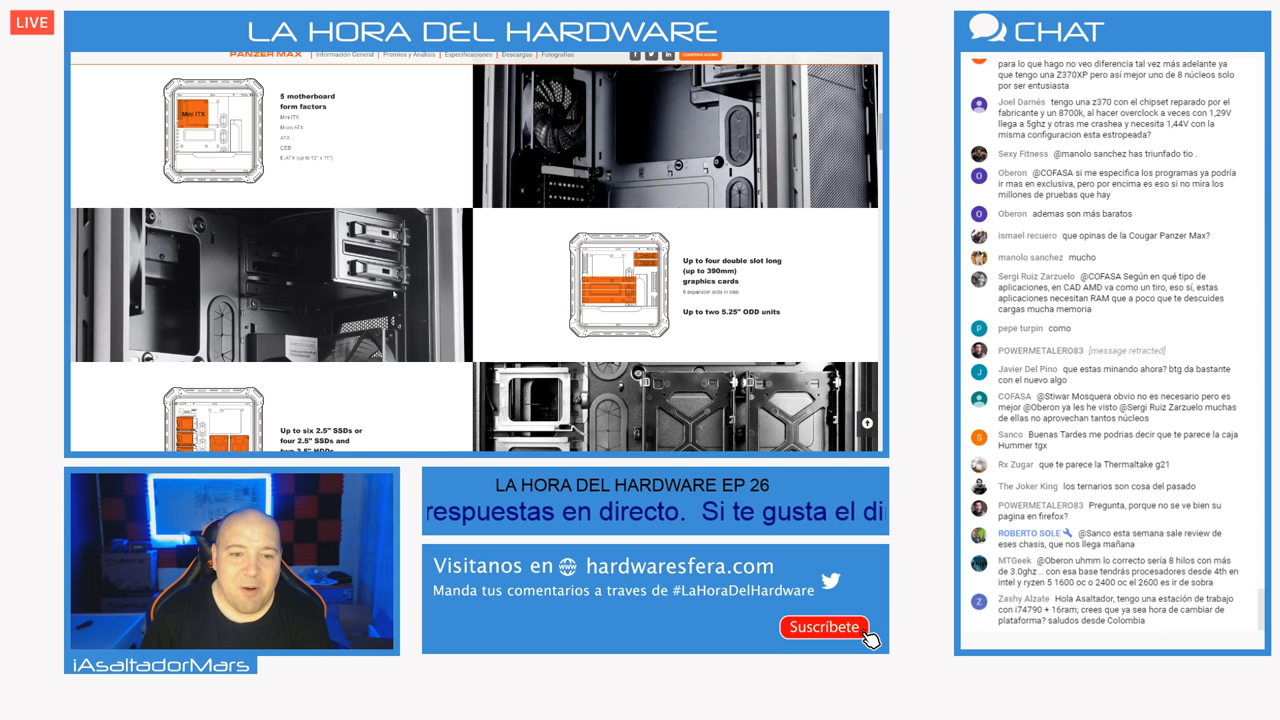 LIVE
LA HORA DEL HARDWARE
PANZER MAX | Información General | Premios y Análisis | Especificaciones | Descargas | Fotografías
5 motherboard
form factors
Mini ITX
Micro ATX
ATX
CEB
E-ATX (up to 12" x 11")
Mini ITX
Up to four double slot long
(up to 390mm)
graphics cards
8 expansion slots in total
Up to two 5.25" ODD units
Up to six 2.5" SSDs or
four 2.5" SSDs and
two 3.5" HDDs
iAsaltadorMars
LA HORA DEL HARDWARE EP 26
respuestas en directo. Si te gusta el di
Visitanos en hardwaresfera.com
Manda tus comentarios a traves de #LaHoraDelHardware
Suscríbete
CHAT
para lo que hago no veo diferencia tal vez más adelante ya
que tengo una Z370XP pero así mejor uno de 8 núcleos solo
por ser entusiasta
Joel Darnés tengo una z370 con el chipset reparado por el
fabricante y un 8700k, al hacer overclock a veces con 1,29V
llega a 5ghz y otras me crashea y necesita 1,44V con la
misma configuracion esta estropeada?
Sexy Fitness @manolo sanchez has triunfado tio .
Oberon @COFASA si me especifica los programas ya podría
ir mas en exclusiva, pero por encima es eso si no mira los
millones de pruebas que hay
Oberon ademas son más baratos
ismael recuero que opinas de la Cougar Panzer Max?
manolo sanchez mucho
Sergi Ruiz Zarzuelo @COFASA Según en qué tipo de
aplicaciones, en CAD AMD va como un tiro, eso sí, estas
aplicaciones necesitan RAM que a poco que te descuides
cargas mucha memoria
pepe turpin como
POWERMETALERO83 [message retracted]
Javier Del Pino que estas minando ahora? btg da bastante
con el nuevo algo
COFASA @Stiwar Mosquera obvio no es necesario pero es
mejor @Oberon ya les he visto @Sergi Ruiz Zarzuelo muchas
de ellas no aprovechan tantos núcleos
Sanco Buenas Tardes me podrias decir que te parece la caja
Hummer tgx
Rx Zugar que te parece la Thermaltake g21
The Joker King los ternarios son cosa del pasado
POWERMETALERO83 Pregunta, porque no se ve bien su
pagina en firefox?
ROBERTO SOLE @Sanco esta semana sale review de
eses chasis, que nos llega mañana
MTGeek @Oberon uhmm lo correcto sería 8 hilos con más
de 3.0ghz .. con esa base tendrás procesadores desde 4th en
intel y ryzen 5 1600 oc o 2400 oc el 2600 es ir de sobra
Zashy Alzate Hola Asaltador, tengo una estación de trabajo
con i74790 + 16ram; crees que ya sea hora de cambiar de
plataforma? saludos desde Colombia